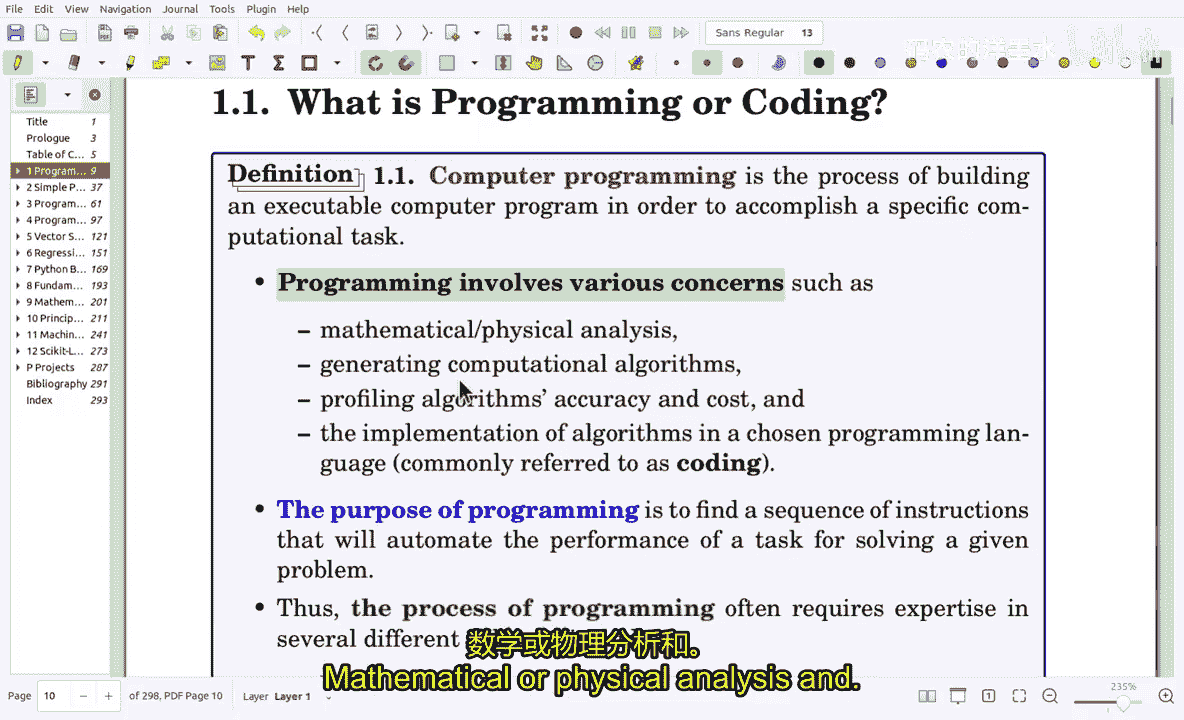 File Edit View Navigation Journal Tools Plugin Help
Sans Regular 13
Title 1
Prologue 3
Table of C... 5
1 Program... 9
2 Simple P... 37
3 Program... 61
4 Program... 97
5 Vector S... 121
6 Regressi... 151
7 Python B... 169
8 Fundam... 193
9 Mathem... 201
10 Princip... 211
11 Machin... 241
12 Scikit-L... 273
P Projects 287
Bibliography 291
Index 293
1.1. What is Programming or Coding?
Definition 1.1. Computer programming is the process of building
an executable computer program in order to accomplish a specific com-
putational task.
• Programming involves various concerns such as
– mathematical/physical analysis,
– generating computational algorithms,
– profiling algorithms’ accuracy and cost, and
– the implementation of algorithms in a chosen programming lan-
guage (commonly referred to as coding).
• The purpose of programming is to find a sequence of instructions
that will automate the performance of a task for solving a given
problem.
• Thus, the process of programming often requires expertise in
several different
数学或物理分析和。
Mathematical or physical analysis and.
Page 10 − + of 298, PDF Page 10 Layer Layer 1
235%